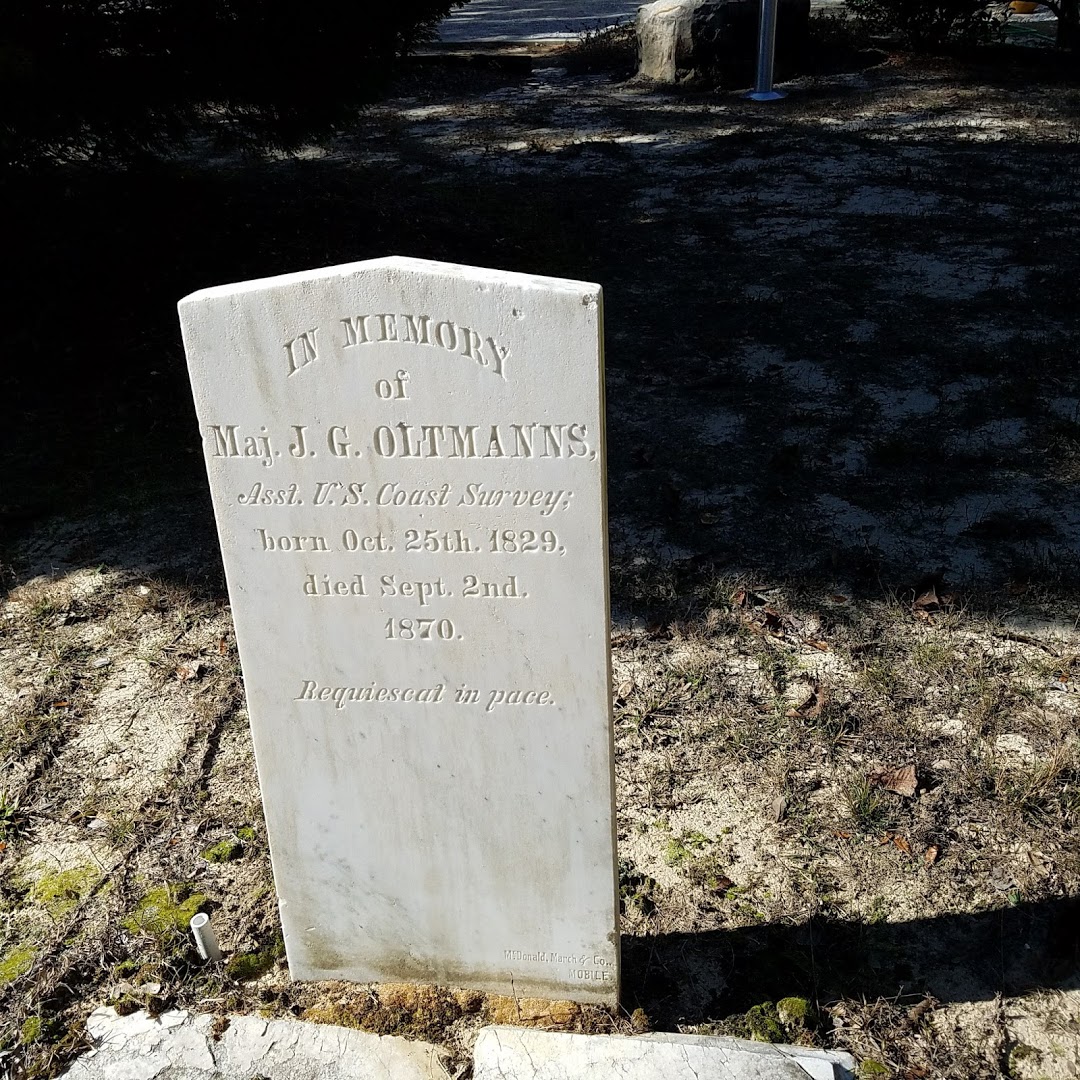 IN MEMORY
of
Maj. J. G. OLTMANNS,
Asst. U.S. Coast Survey;
born Oct. 25th. 1829,
died Sept. 2nd.
1870.
Requiescat in pace.
McDonald, March & Co.,
MOBILE